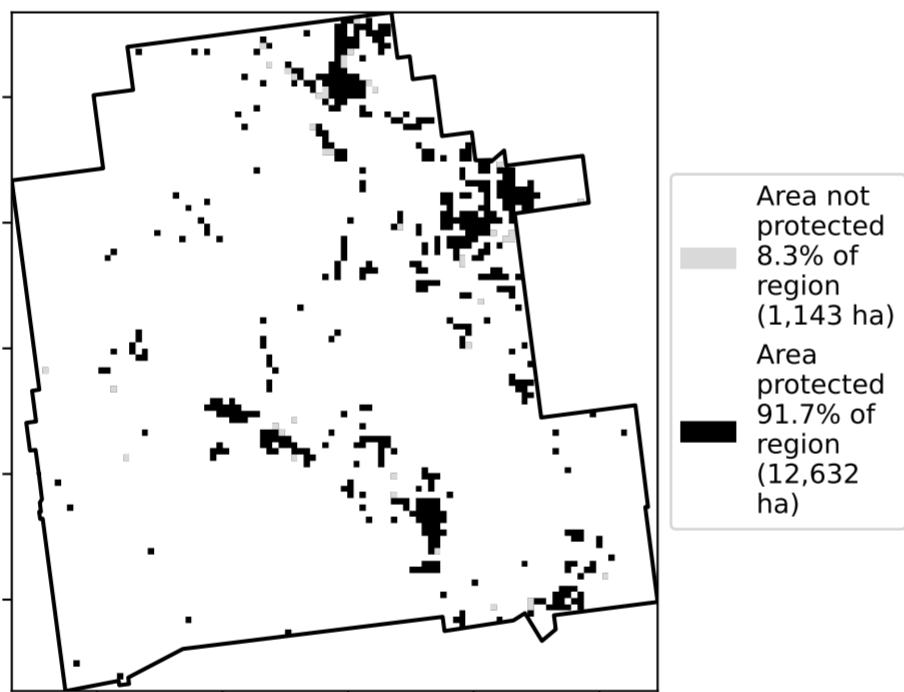 Area not
protected
8.3% of
region
(1,143 ha)
Area
protected
91.7% of
region
(12,632
ha)